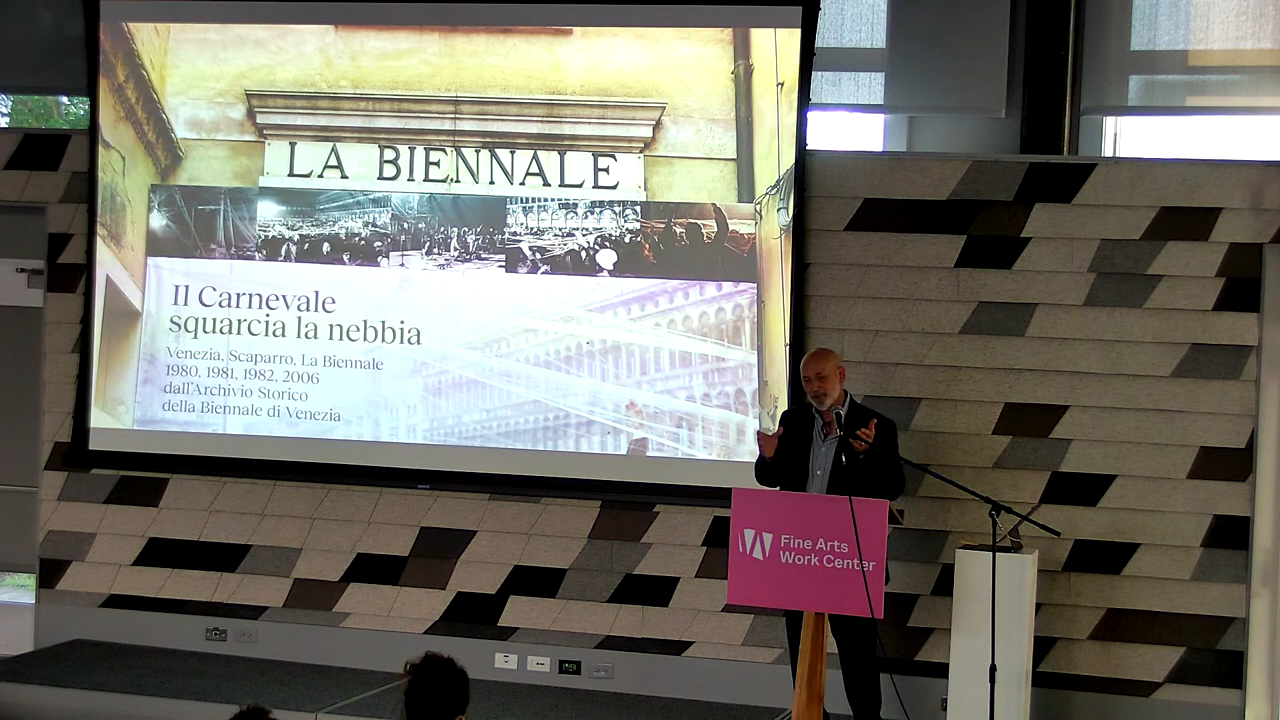 LA BIENNALE
Il Carnevale
squarcia la nebbia
Venezia, Scaparro, La Biennale
1980, 1981, 1982, 2006
dall'Archivio Storico
della Biennale di Venezia
Fine Arts
Work Center